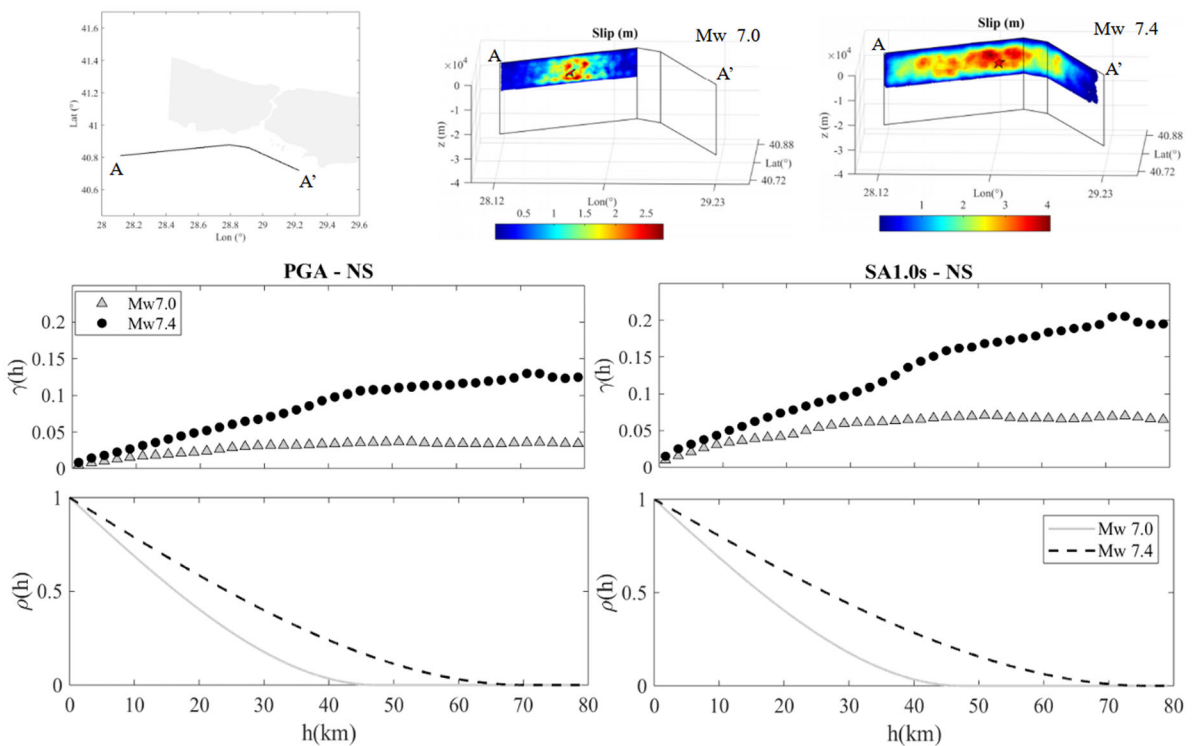 41.6
41.4
41.2
41
40.8
40.6
Lat (°)
A
A'
28 28.2 28.4 28.6 28.8 29 29.2 29.4 29.6
Lon (°)
Slip (m)
Mw 7.0
A
A'
×10⁴
0
-1
-2
-3
-4
z (m)
40.88
Lat(°)
40.72
28.12
Lon(°)
29.23
0.5 1 1.5 2 2.5
Slip (m)
Mw 7.4
A
A'
×10⁴
0
-1
-2
-3
-4
z (m)
40.88
Lat(°)
40.72
28.12
Lon(°)
29.23
1 2 3 4
PGA - NS
Mw7.0
Mw7.4
0.2
0.15
0.1
0.05
0
γ(h)
SA1.0s - NS
0.2
0.15
0.1
0.05
0
γ(h)
1
0.5
0
ρ(h)
0 10 20 30 40 50 60 70 80
h(km)
Mw 7.0
Mw 7.4
1
0.5
0
ρ(h)
0 10 20 30 40 50 60 70 80
h(km)